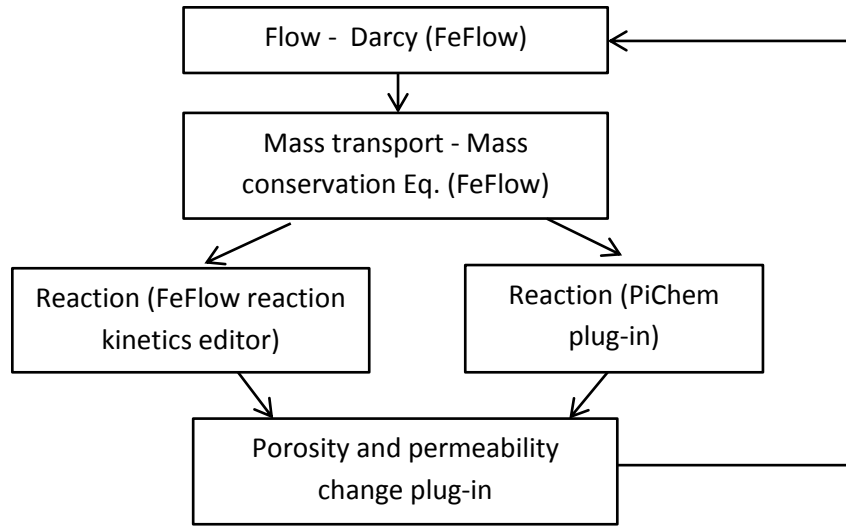 Flow - Darcy (FeFlow)
Mass transport - Mass
conservation Eq. (FeFlow)
Reaction (FeFlow reaction
kinetics editor)
Reaction (PiChem
plug-in)
Porosity and permeability
change plug-in